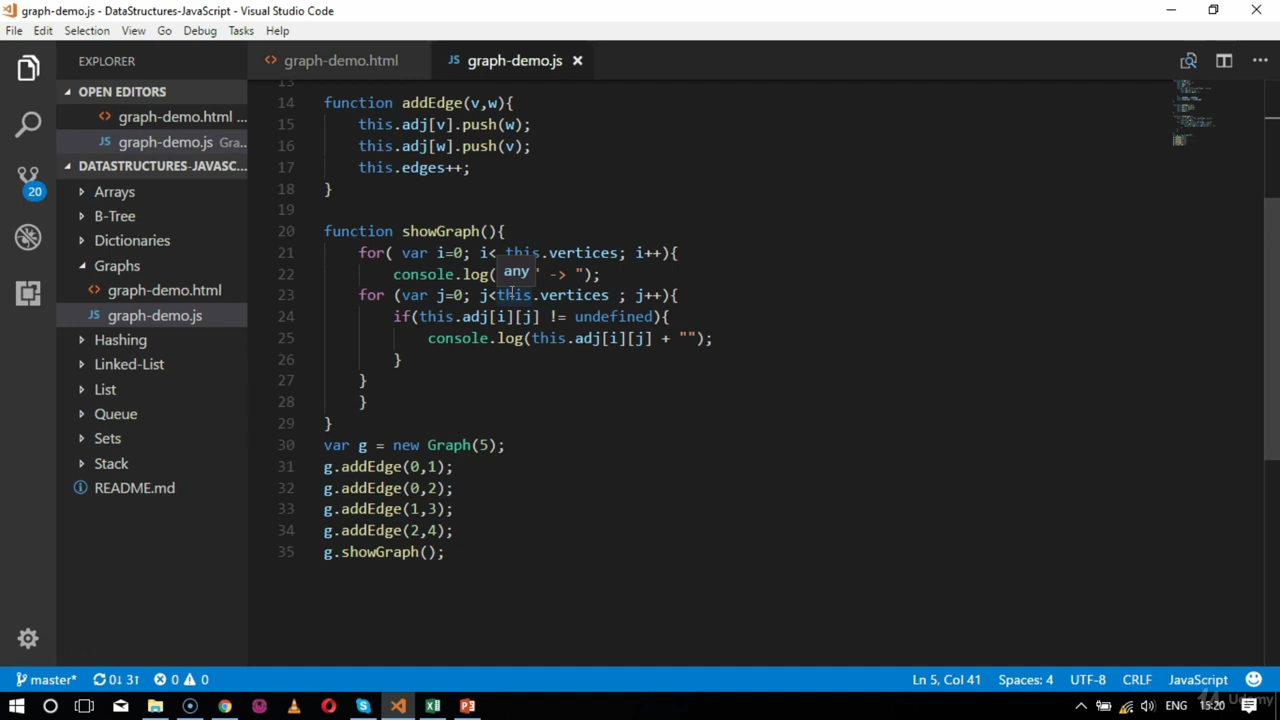 graph-demo.js - DataStructures-JavaScript - Visual Studio Code
File Edit Selection View Go Debug Tasks Help
EXPLORER
graph-demo.html
JS graph-demo.js
OPEN EDITORS
graph-demo.html ...
JS graph-demo.js Gra...
DATASTRUCTURES-JAVASC...
Arrays
B-Tree
Dictionaries
Graphs
graph-demo.html
JS graph-demo.js
Hashing
Linked-List
List
Queue
Sets
Stack
README.md
20
13
14 function addEdge(v,w){
15 this.adj[v].push(w);
16 this.adj[w].push(v);
17 this.edges++;
18 }
19
20 function showGraph(){
21 for( var i=0; i< this.vertices; i++){
22 console.log( " -> ");
any
23 for (var j=0; j<this.vertices ; j++){
24 if(this.adj[i][j] != undefined){
25 console.log(this.adj[i][j] + "");
26 }
27 }
28 }
29 }
30 var g = new Graph(5);
31 g.addEdge(0,1);
32 g.addEdge(0,2);
33 g.addEdge(1,3);
34 g.addEdge(2,4);
35 g.showGraph();
master* 0↓ 3↑ 0 0 Ln 5, Col 41 Spaces: 4 UTF-8 CRLF JavaScript
ENG 15:20
Udemy